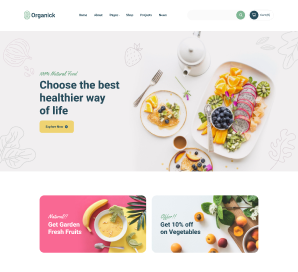 Organick
Home
About
Pages
Shop
Projects
News
Cart (0)
100% Natural Food
Choose the best
healthier way
of life
Explore Now
Natural!!
Get Garden
Fresh Fruits
Offer!!
Get 10% off
on Vegetables